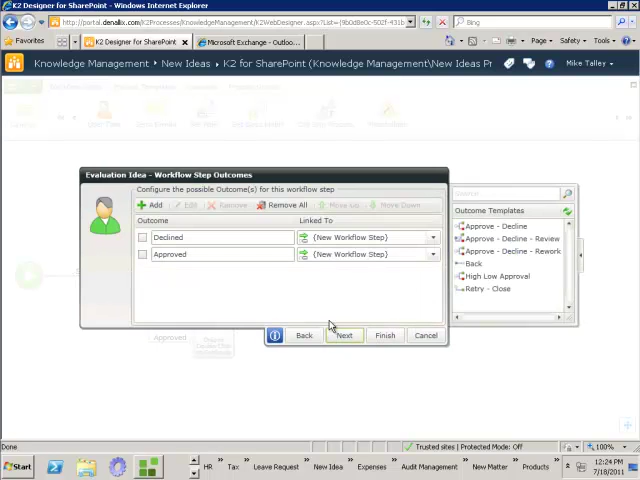 K2 Designer for SharePoint - Windows Internet Explorer
http://portal.denallix.com/K2Processes/KnowledgeManagement/K2WebDesigner.aspx?List={9b0d8e0c-502f-431b
Bing
Favorites
K2 Designer for SharePoint
Microsoft Exchange - Outloo...
Page
Safety
Tools
Knowledge Management
New Ideas
K2 for SharePoint (Knowledge Management\New Ideas Pr
Mike Talley
Evaluation Idea - Workflow Step Outcomes
Configure the possible Outcome(s) for this workflow step
Add
Edit
Remove
Remove All
Move Up
Move Down
Outcome
Linked To
Declined
{New Workflow Step}
Approved
{New Workflow Step}
Search
Outcome Templates
Approve - Decline
Approve - Decline - Review
Approve - Decline - Rework
Back
High Low Approval
Retry - Close
Approved
Back
Next
Finish
Cancel
Done
Trusted sites | Protected Mode: Off
100%
Start
HR
Tax
Leave Request
New Idea
Expenses
Audit Management
New Matter
Products
12:24 PM
7/18/2011